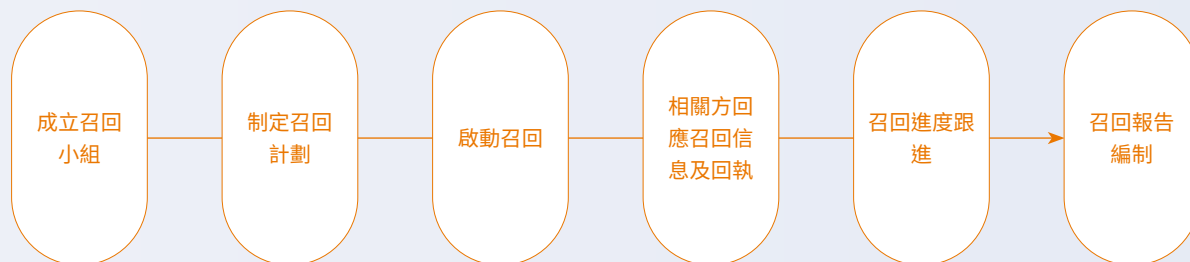 成立召回
小組
制定召回
計劃
啟動召回
相關方回
應召回信
息及回執
召回進度跟
進
召回報告
編制